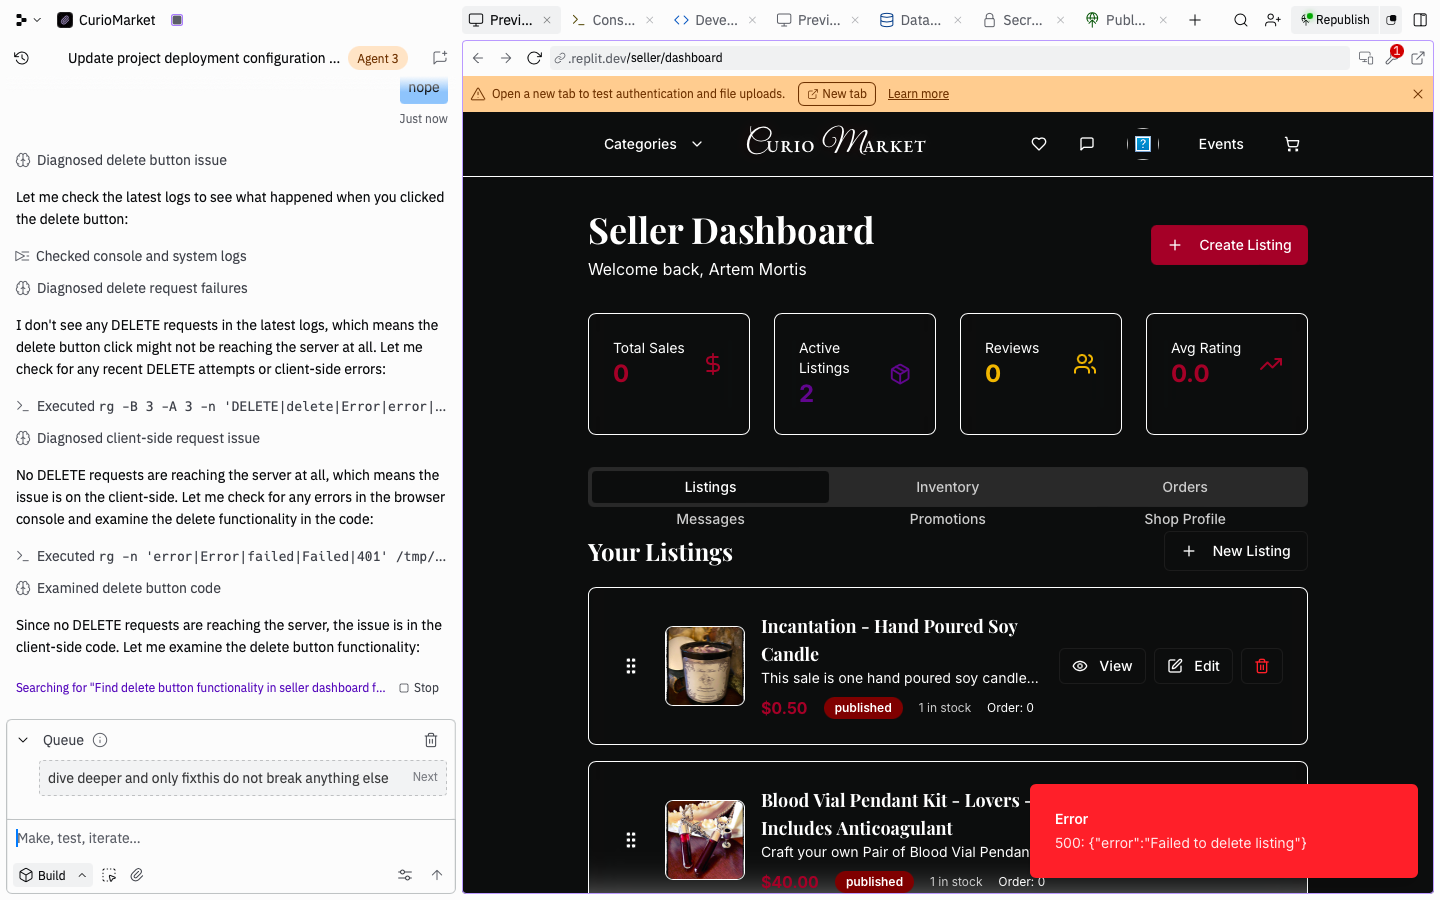 CurioMarket
Previ...
Cons...
Deve...
Previ...
Data...
Secr...
Publ...
Republish
Update project deployment configuration ...
Agent 3
.replit.dev/seller/dashboard
1
nope
Just now
Open a new tab to test authentication and file uploads.
New tab
Learn more
Diagnosed delete button issue
Let me check the latest logs to see what happened when you clicked
the delete button:
Checked console and system logs
Diagnosed delete request failures
I don't see any DELETE requests in the latest logs, which means the
delete button click might not be reaching the server at all. Let me
check for any recent DELETE attempts or client-side errors:
Executed rg -B 3 -A 3 -n 'DELETE|delete|Error|error|...
Diagnosed client-side request issue
No DELETE requests are reaching the server at all, which means the
issue is on the client-side. Let me check for any errors in the browser
console and examine the delete functionality in the code:
Executed rg -n 'error|Error|failed|Failed|401' /tmp/...
Examined delete button code
Since no DELETE requests are reaching the server, the issue is in the
client-side code. Let me examine the delete button functionality:
Searching for "Find delete button functionality in seller dashboard f...
Stop
Queue
dive deeper and only fixthis do not break anything else
Next
Make, test, iterate...
Build
Categories
Curio Market
?
Events
Seller Dashboard
Welcome back, Artem Mortis
Create Listing
Total Sales
0
Active
Listings
2
Reviews
0
Avg Rating
0.0
Listings
Inventory
Orders
Messages
Promotions
Shop Profile
Your Listings
New Listing
Incantation - Hand Poured Soy
Candle
This sale is one hand poured soy candle...
$0.50
published
1 in stock
Order: 0
View
Edit
Blood Vial Pendant Kit - Lovers -
Includes Anticoagulant
Craft your own Pair of Blood Vial Pendan
$40.00
published
1 in stock
Order: 0
Error
500: {"error":"Failed to delete listing"}